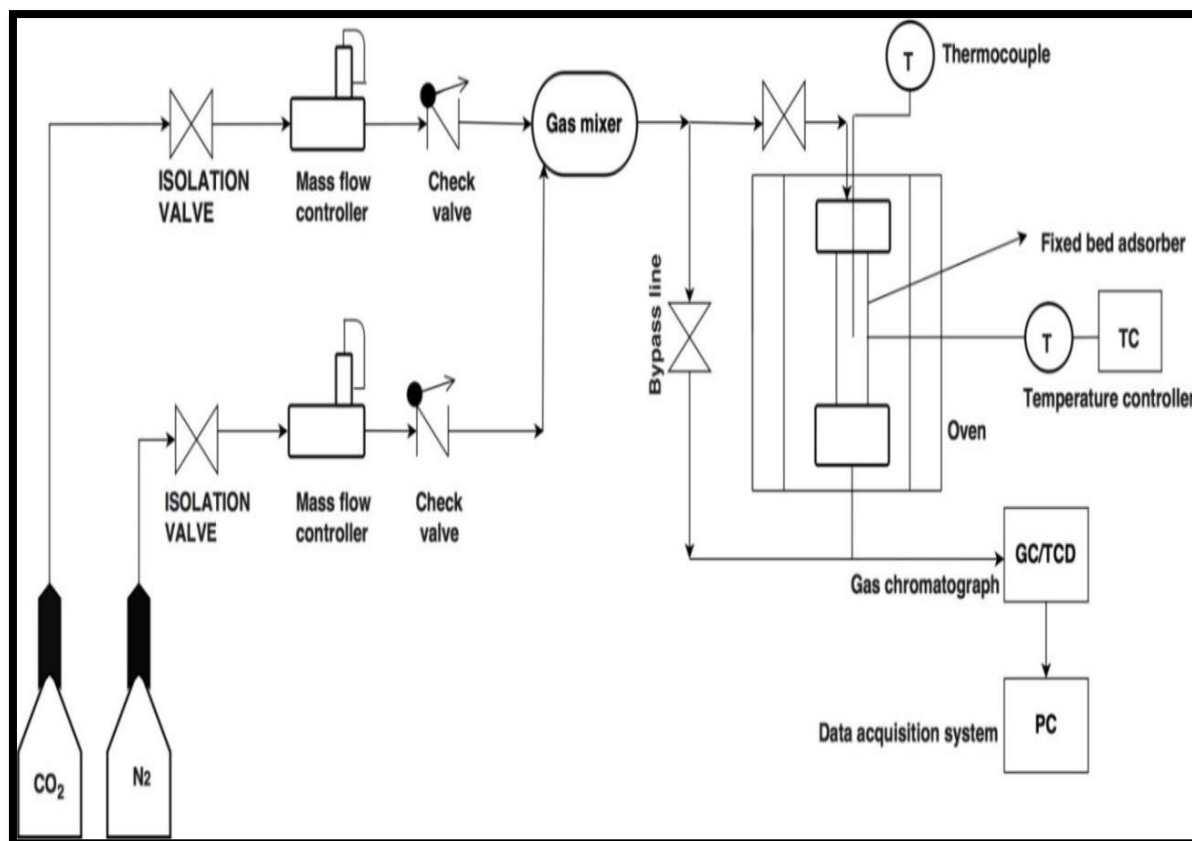 T
Thermocouple
Gas mixer
ISOLATION
VALVE
Mass flow
controller
Check
valve
Fixed bed adsorber
Bypass line
T
TC
Temperature controller
Oven
ISOLATION
VALVE
Mass flow
controller
Check
valve
GC/TCD
Gas chromatograph
PC
Data acquisition system
CO₂
N2